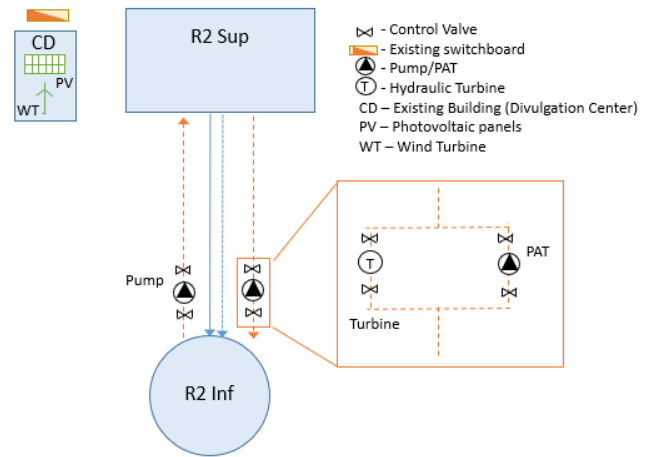 CD
PV
WT
R2 Sup
- Control Valve
- Existing switchboard
- Pump/PAT
T - Hydraulic Turbine
CD – Existing Building (Divulgation Center)
PV – Photovoltaic panels
WT – Wind Turbine
Pump
T
PAT
Turbine
R2 Inf